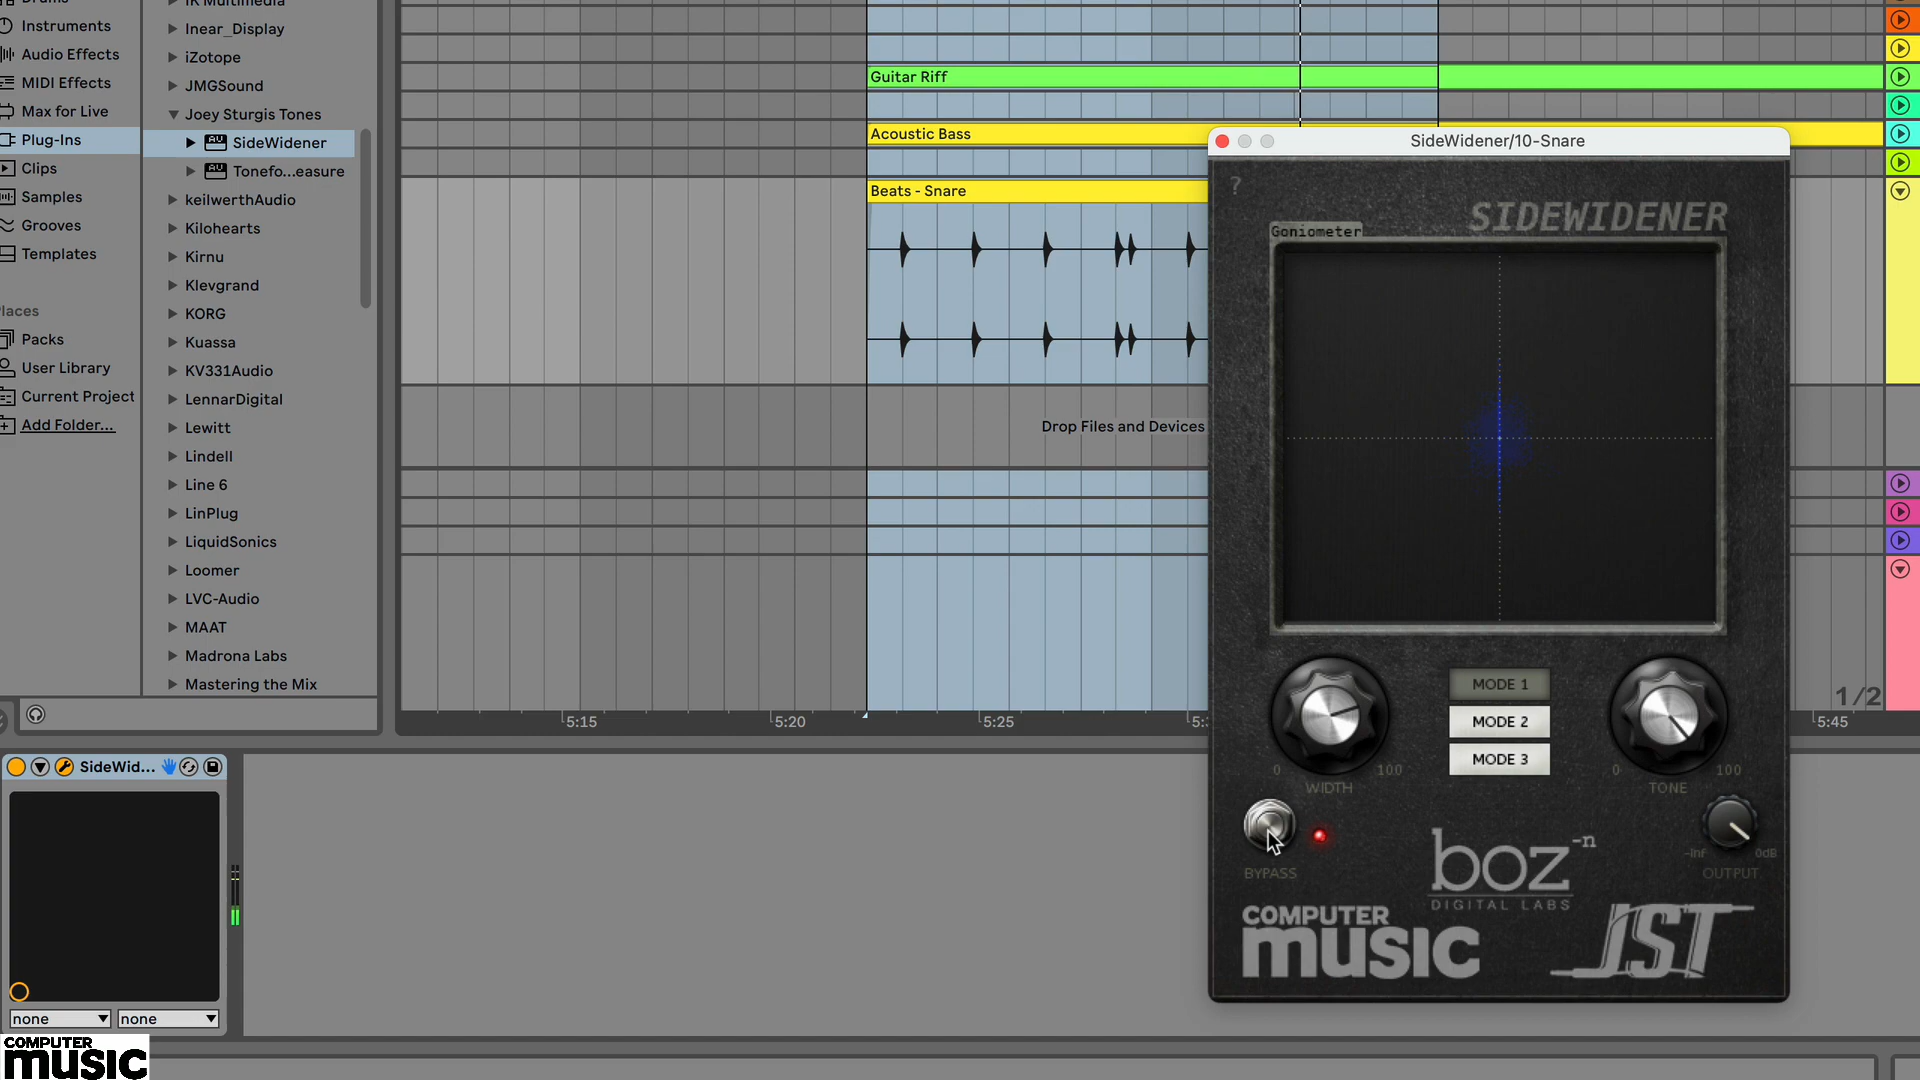 Instruments
Audio Effects
MIDI Effects
Max for Live
Plug-Ins
Clips
Samples
Grooves
Templates
Packs
User Library
Current Project
Add Folder...
Inear_Display
iZotope
JMGSound
Joey Sturgis Tones
SideWidener
Tonefo...easure
keilwerthAudio
Kilohearts
Kirnu
Klevgrand
KORG
Kuassa
KV331Audio
LennarDigital
Lewitt
Lindell
Line 6
LinPlug
LiquidSonics
Loomer
LVC-Audio
MAAT
Madrona Labs
Mastering the Mix
Guitar Riff
Acoustic Bass
Beats - Snare
Drop Files and Devices
5:15
5:20
5:25
5:45
1/2
SideWidener/10-Snare
?
SIDEWIDENER
Goniometer
MODE 1
MODE 2
MODE 3
0 100
WIDTH
0 100
TONE
BYPASS
-Inf 0dB
OUTPUT
boz-n
DIGITAL LABS
COMPUTER
music
JST
SideWid...
none none
COMPUTER
music